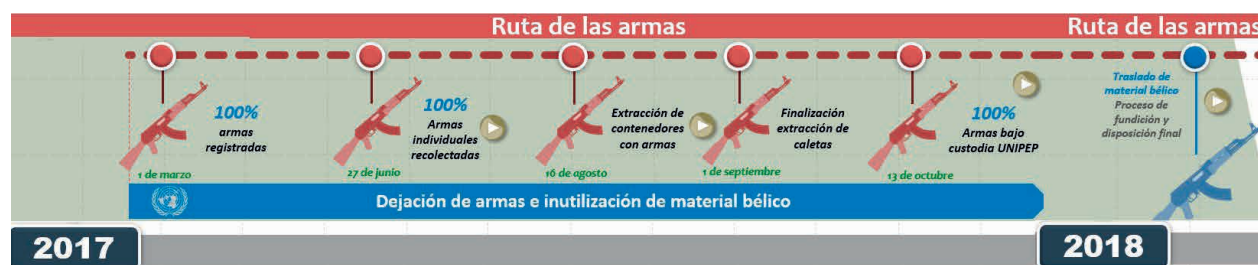 Ruta de las armas
Ruta de las armas
100%
armas
registradas
1 de marzo
100%
Armas
individuales
recolectadas
27 de junio
Extracción de
contenedores
con armas
16 de agosto
Finalización
extracción de
caletas
1 de septiembre
100%
Armas bajo
custodia UNIPEP
13 de octubre
Traslado de
material bélico
Proceso de
fundición y
disposición final
Dejación de armas e inutilización de material bélico
2017
2018